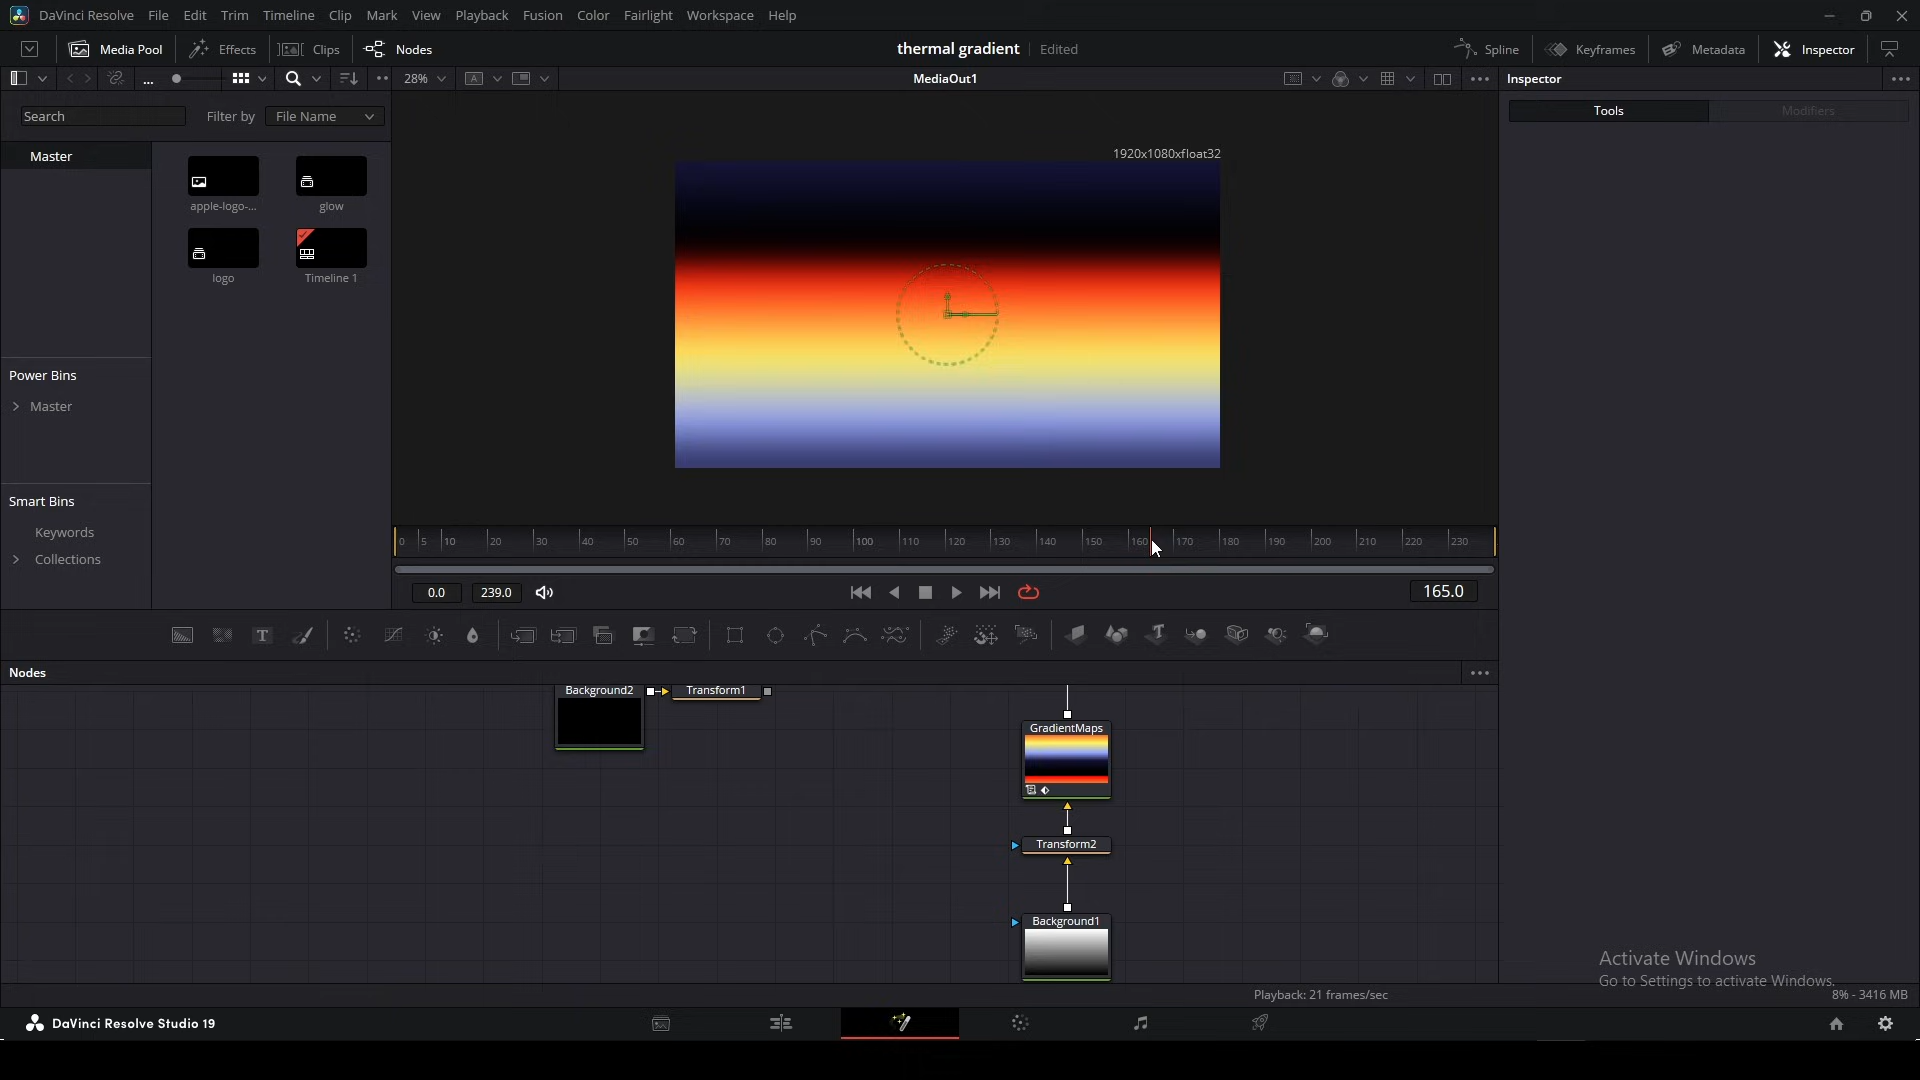 DaVinci Resolve File Edit Trim Timeline Clip Mark View Playback Fusion Color Fairlight Workspace Help
Media Pool Effects Clips Nodes thermal gradient Edited Spline Keyframes Metadata Inspector
... 28% A MediaOut1 Inspector
Search Filter by File Name Tools Modifiers
Master
1920x1080xfloat32
apple-logo-... glow
logo Timeline 1
Power Bins
Master
Smart Bins
Keywords
Collections
0 5 10 20 30 40 50 60 70 80 90 100 110 120 130 140 150 160 170 180 190 200 210 220 230
0.0 239.0 165.0
Nodes
Background2 Transform1
GradientMaps
Transform2
Background1
Activate Windows
Go to Settings to activate Windows.
Playback: 21 frames/sec 8% - 3416 MB
DaVinci Resolve Studio 19